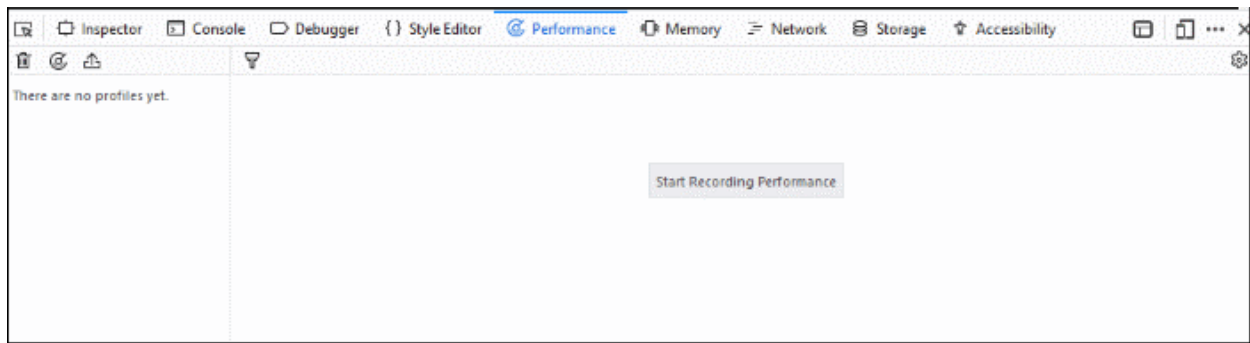 Inspector Console Debugger {} Style Editor Performance Memory Network Storage Accessibility
There are no profiles yet.
Start Recording Performance